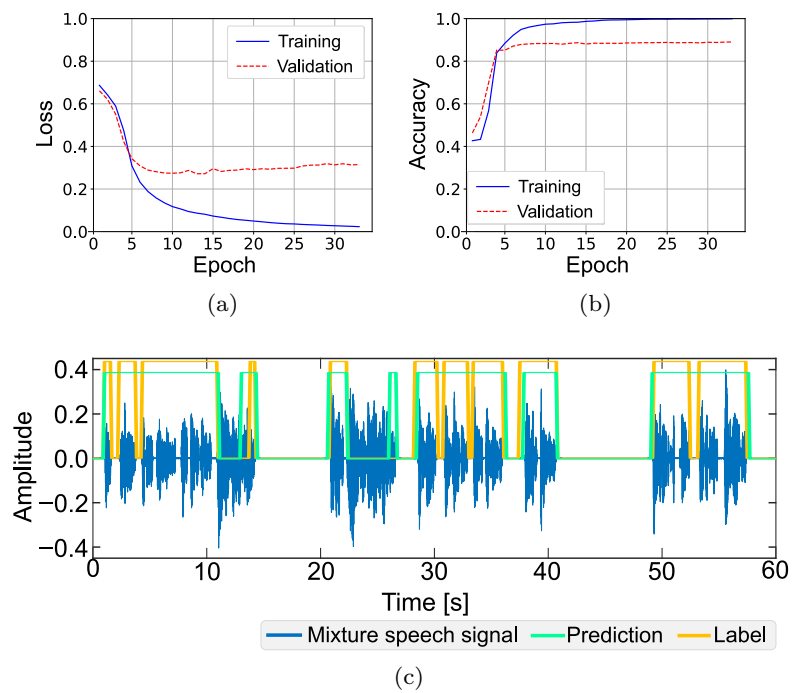 1.0
0.8
0.6
0.4
0.2
0.0
Loss
0 5 10 15 20 25 30
Epoch
Training
Validation
(a)
1.0
0.8
0.6
0.4
0.2
0.0
Accuracy
0 5 10 15 20 25 30
Epoch
Training
Validation
(b)
0.4
0.2
0.0
−0.2
−0.4
Amplitude
0 10 20 30 40 50 60
Time [s]
Mixture speech signal Prediction Label
(c)